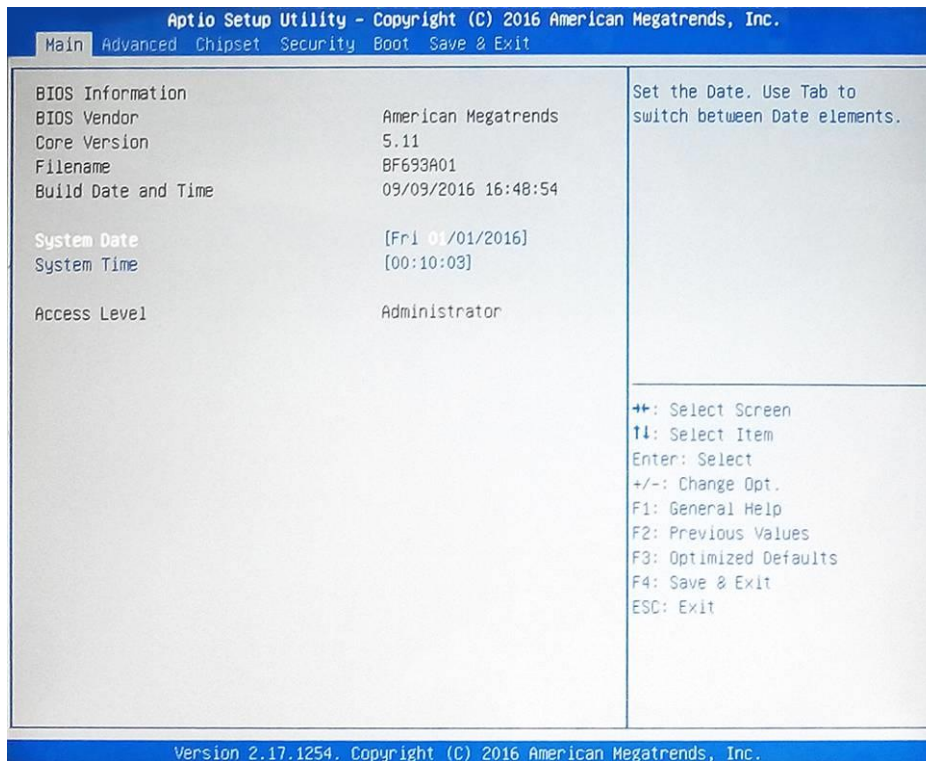 Aptio Setup Utility - Copyright (C) 2016 American Megatrends, Inc.
Main Advanced Chipset Security Boot Save & Exit
BIOS Information
BIOS Vendor American Megatrends
Core Version 5.11
Filename BF693A01
Build Date and Time 09/09/2016 16:48:54
System Date [Fri 01/01/2016]
System Time [00:10:03]
Access Level Administrator
Set the Date. Use Tab to
switch between Date elements.
→←: Select Screen
↑↓: Select Item
Enter: Select
+/-: Change Opt.
F1: General Help
F2: Previous Values
F3: Optimized Defaults
F4: Save & Exit
ESC: Exit
Version 2.17.1254. Copyright (C) 2016 American Megatrends, Inc.